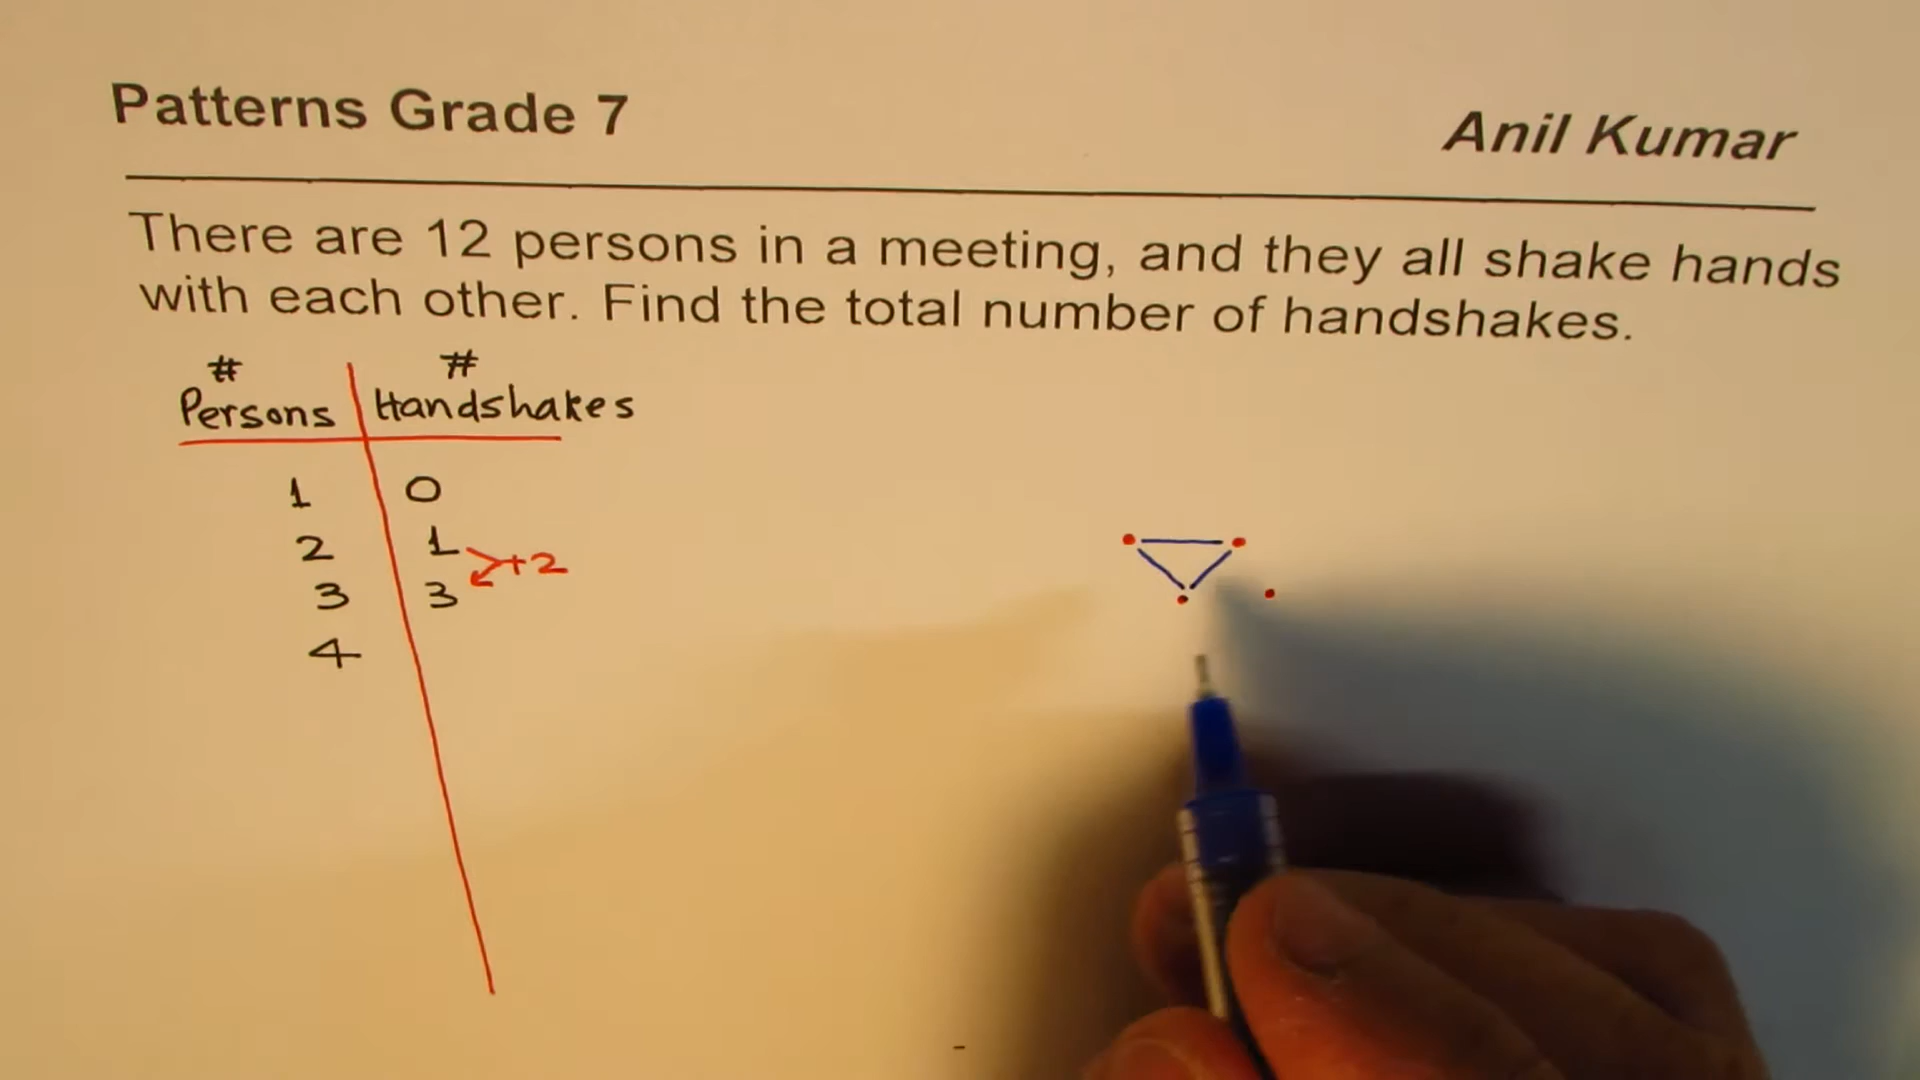 Patterns Grade 7
Anil Kumar
There are 12 persons in a meeting, and they all shake hands
with each other. Find the total number of handshakes.
# #
Persons Handshakes
1 0
2 1
+2
3 3
4